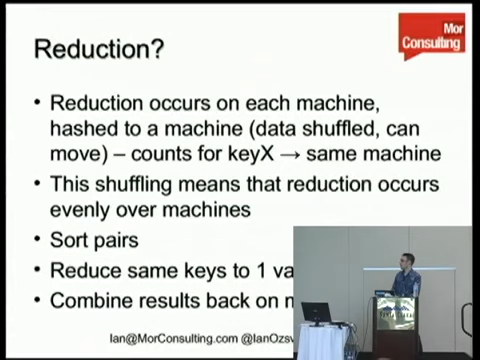 Mor
Consulting
Reduction?
• Reduction occurs on each machine,
hashed to a machine (data shuffled, can
move) – counts for keyX → same machine
• This shuffling means that reduction occurs
evenly over machines
• Sort pairs
• Reduce same keys to 1 va
• Combine results back on m
Ian@MorConsulting.com @IanOzsv